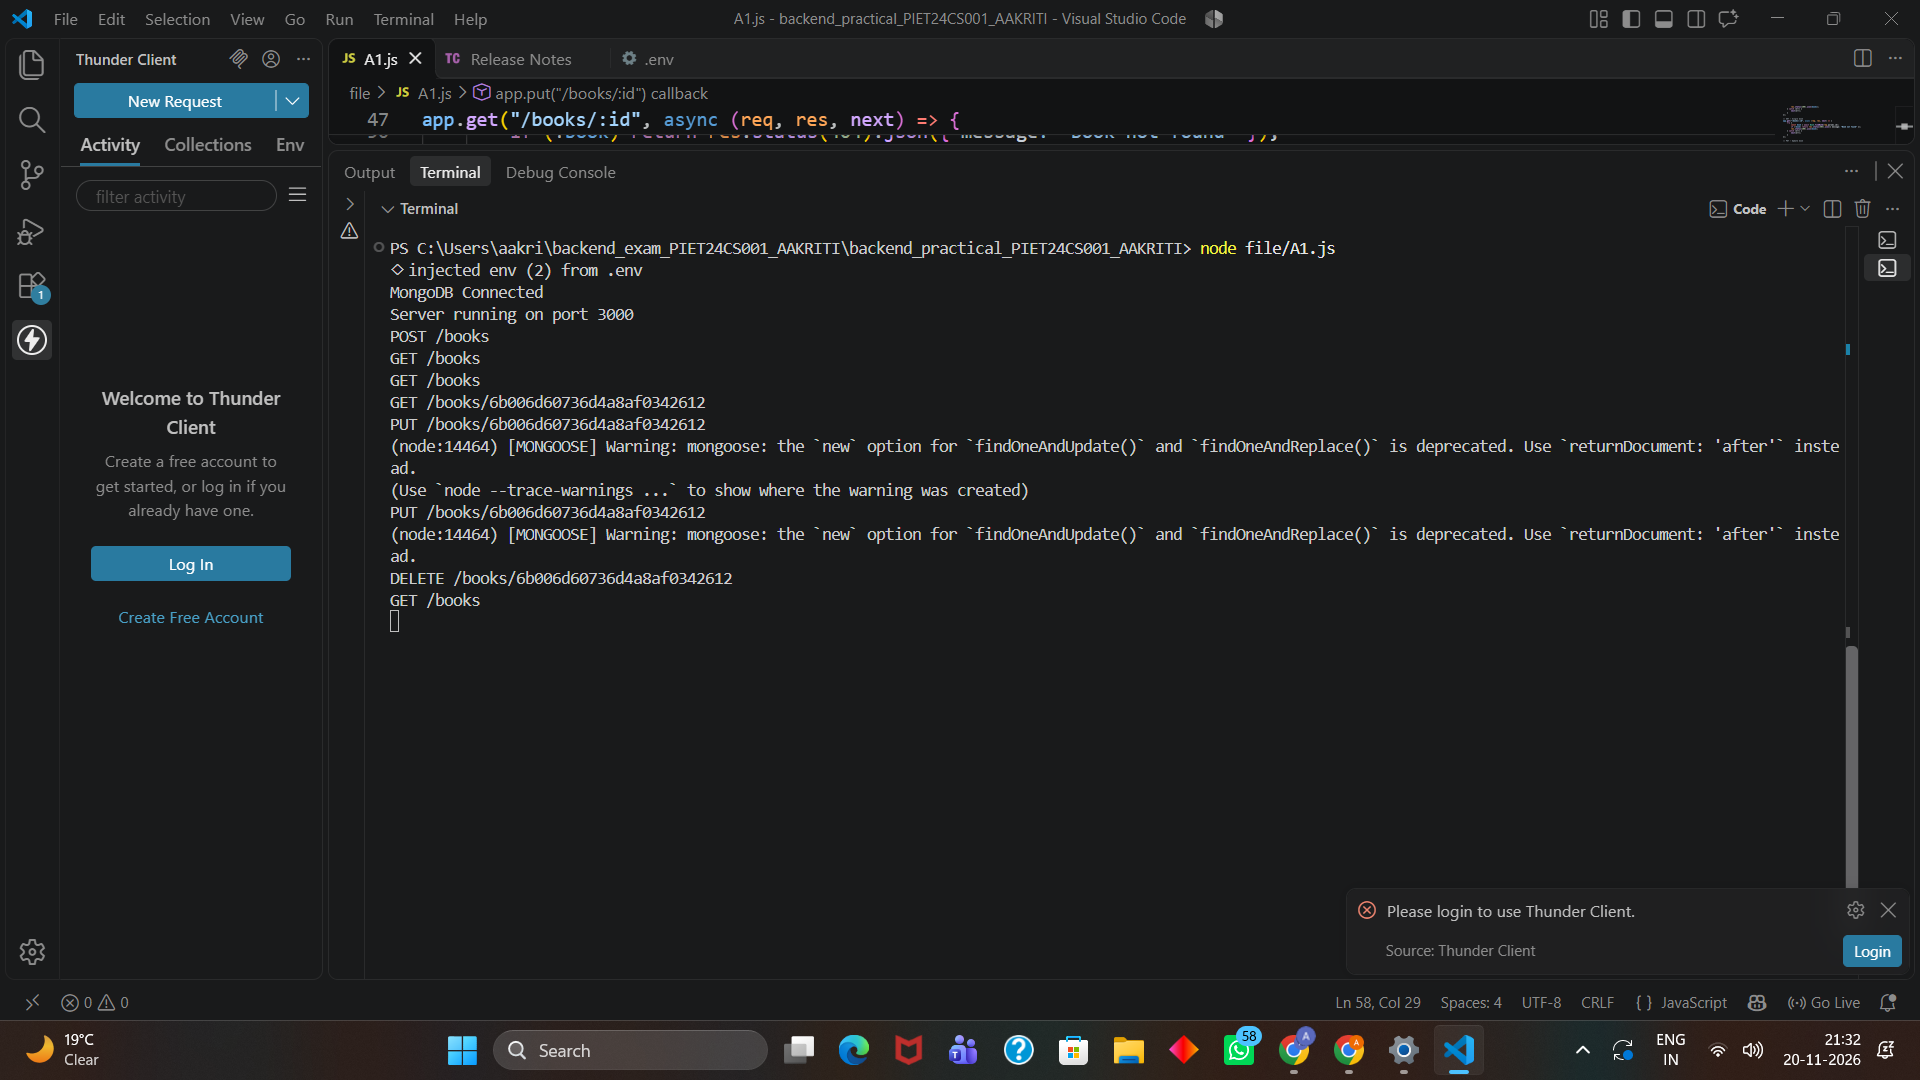 File Edit Selection View Go Run Terminal Help
A1.js - backend_practical_PIET24CS001_AAKRITI - Visual Studio Code
Thunder Client
New Request
Activity Collections Env
filter activity
Welcome to Thunder
Client
Create a free account to
get started, or log in if you
already have one.
Log In
Create Free Account
1
JS A1.js
TC Release Notes
.env
file > JS A1.js > app.put("/books/:id") callback
47 app.get("/books/:id", async (req, res, next) => {
Output Terminal Debug Console
Terminal
Code
PS C:\Users\aakri\backend_exam_PIET24CS001_AAKRITI\backend_practical_PIET24CS001_AAKRITI> node file/A1.js
◇ injected env (2) from .env
MongoDB Connected
Server running on port 3000
POST /books
GET /books
GET /books
GET /books/6b006d60736d4a8af0342612
PUT /books/6b006d60736d4a8af0342612
(node:14464) [MONGOOSE] Warning: mongoose: the `new` option for `findOneAndUpdate()` and `findOneAndReplace()` is deprecated. Use `returnDocument: 'after'` inste
ad.
(Use `node --trace-warnings ...` to show where the warning was created)
PUT /books/6b006d60736d4a8af0342612
(node:14464) [MONGOOSE] Warning: mongoose: the `new` option for `findOneAndUpdate()` and `findOneAndReplace()` is deprecated. Use `returnDocument: 'after'` inste
ad.
DELETE /books/6b006d60736d4a8af0342612
GET /books
Please login to use Thunder Client.
Source: Thunder Client
Login
0 0
Ln 58, Col 29 Spaces: 4 UTF-8 CRLF { } JavaScript Go Live
19°C
Clear
Search
58
ENG
IN
21:32
20-11-2026